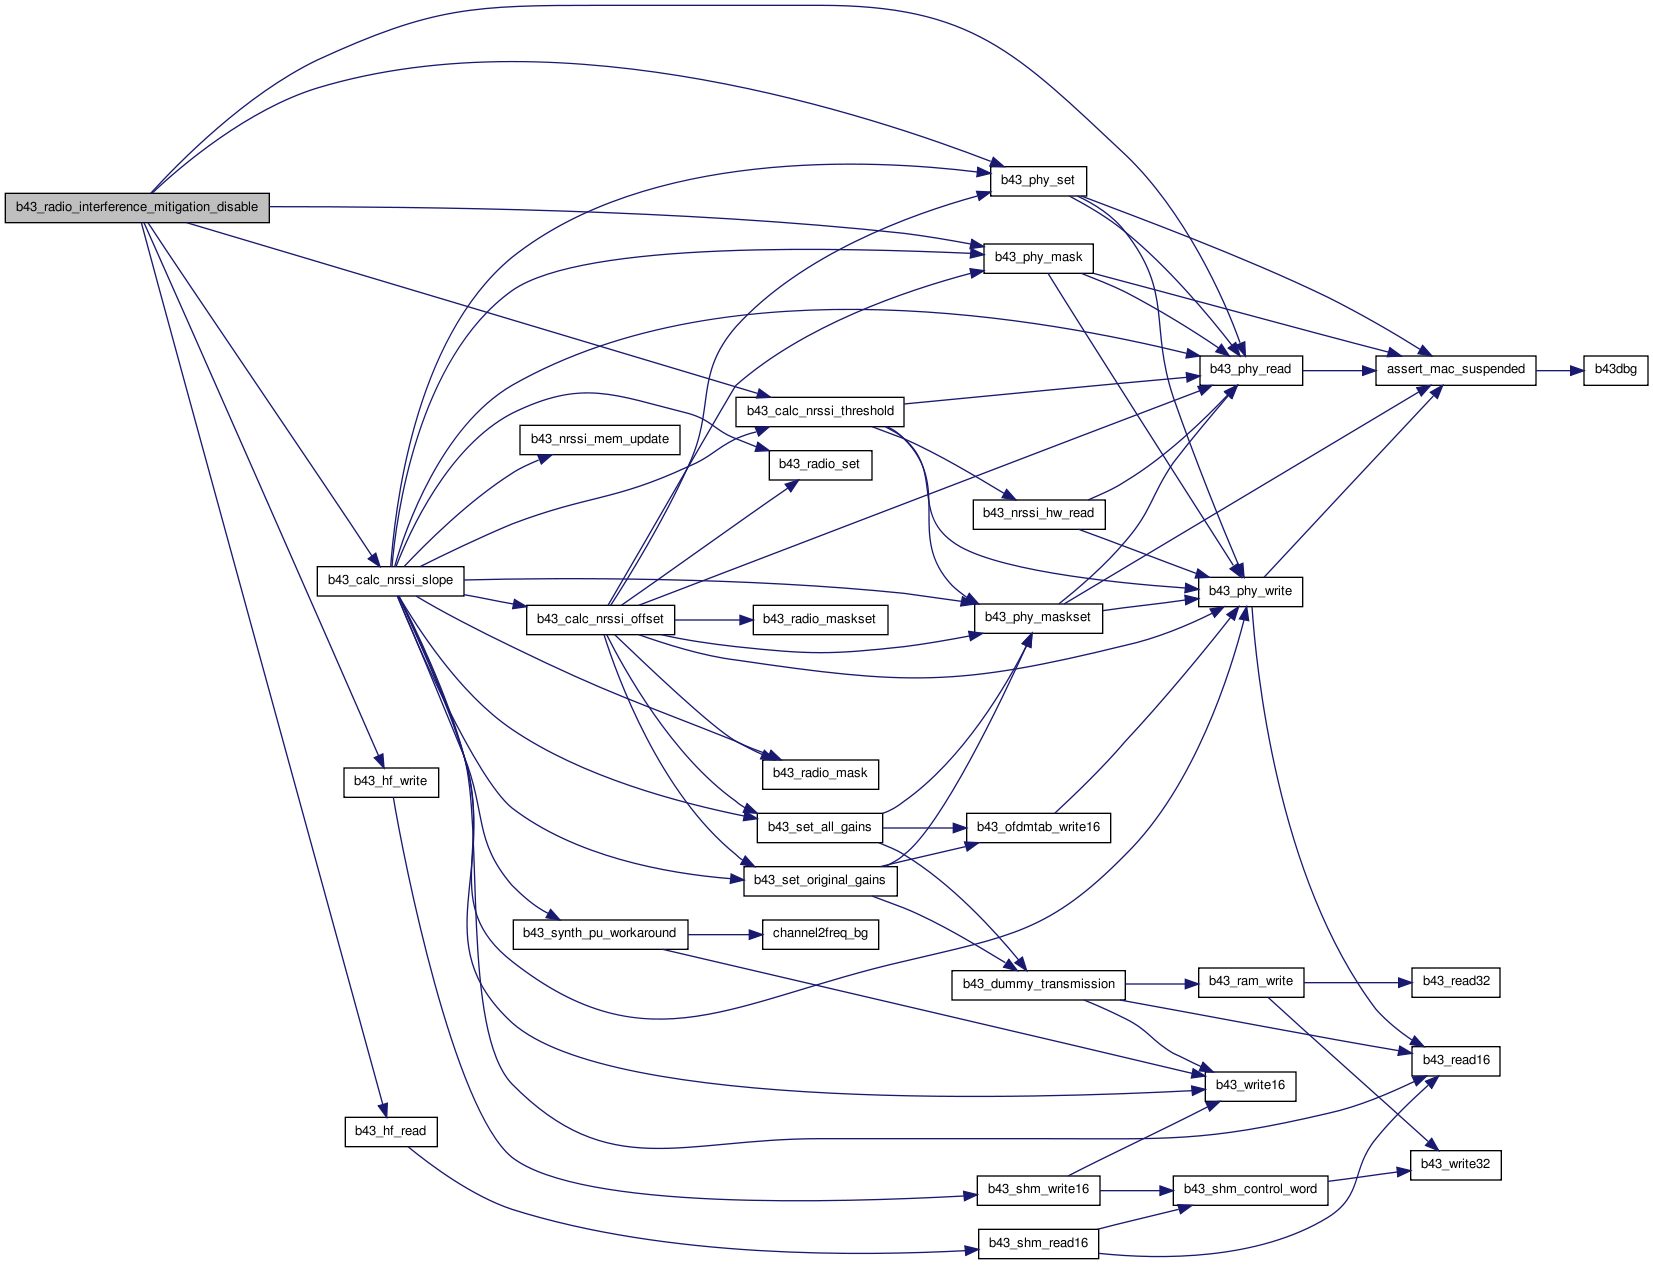 b43_phy_set
b43_radio_interference_mitigation_disable
b43_phy_mask
b43_phy_read
assert_mac_suspended
b43dbg
b43_calc_nrssi_threshold
b43_nrssi_mem_update
b43_radio_set
b43_nrssi_hw_read
b43_calc_nrssi_slope
b43_phy_write
b43_calc_nrssi_offset
b43_radio_maskset
b43_phy_maskset
b43_radio_mask
b43_hf_write
b43_set_all_gains
b43_ofdmtab_write16
b43_set_original_gains
b43_synth_pu_workaround
channel2freq_bg
b43_dummy_transmission
b43_ram_write
b43_read32
b43_read16
b43_write16
b43_hf_read
b43_write32
b43_shm_write16
b43_shm_control_word
b43_shm_read16